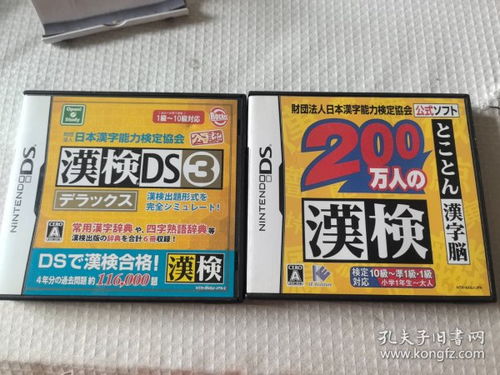 NINTENDO DS
1級~10級対応
日本漢字能力検定協会
漢検DS3
デラックス
漢検出題形式を
完全シミュレート!
常用漢字辞典や、四字熟語辞典等
漢検出版の辞典を合計6冊収録!
CERO
A
DSで漢検合格!
4年分の過去問題 約116,000題
漢検
NINTENDO DS
財団法人日本漢字能力検定協会
公式ソフト
200
万人の
漢検
とことん漢字脳
CERO
A
検定
対応
10級~準1級・1級
小学1年生~大人
孔夫子旧书网
www.kongfz.com